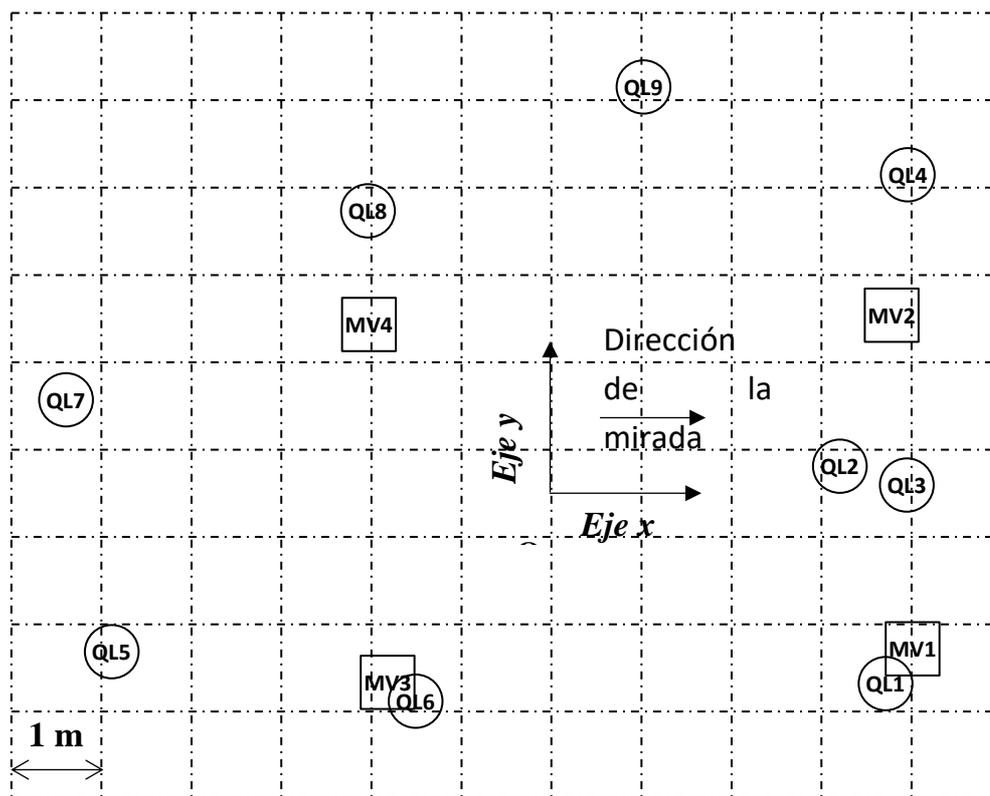 QL9
QL4
QL8
MV4
MV2
Dirección
de la
mirada
QL7
Eje y
QL2
QL3
Eje x
QL5
MV3
QL6
MV1
QL1
1 m